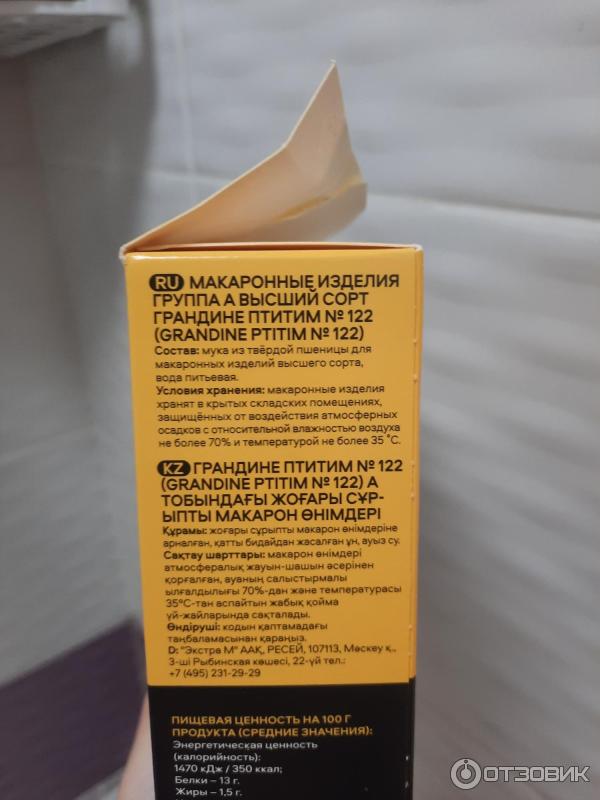 RU МАКАРОННЫЕ ИЗДЕЛИЯ
ГРУППА А ВЫСШИЙ СОРТ
ГРАНДИНЕ ПТИТИМ № 122
(GRANDINE PTITIM № 122)
Состав: мука из твёрдой пшеницы для
макаронных изделий высшего сорта,
вода питьевая.
Условия хранения: макаронные изделия
хранят в крытых складских помещениях,
защищённых от воздействия атмосферных
осадков с относительной влажностью воздуха
не более 70% и температурой не более 35 °С.
KZ ГРАНДИНЕ ПТИТИМ № 122
(GRANDINE PTITIM № 122) А
ТОБЫНДАҒЫ ЖОҒАРЫ СҰР-
ЫПТЫ МАКАРОН ӨНІМДЕРІ
Құрамы: жоғары сұрыпты макарон өнімдеріне
арналған, қатты бидайдан жасалған ұн, ауыз су.
Сақтау шарттары: макарон өнімдері
атмосфералық жауын-шашын әсерінен
қорғалған, ауаның салыстырмалы
ылғалдылығы 70%-дан және температурасы
35°С-тан аспайтын жабық қойма
үй-жайларында сақталады.
Өндіруші: кодын қаптамадағы
таңбаламасынан қараңыз.
D: "Экстра М" ААҚ, РЕСЕЙ, 107113, Мәскеу қ.,
3-ші Рыбинская көшесі, 22-үй тел.:
+7 (495) 231-29-29
ПИЩЕВАЯ ЦЕННОСТЬ НА 100 Г
ПРОДУКТА (СРЕДНИЕ ЗНАЧЕНИЯ):
Энергетическая ценность
(калорийность):
1470 кДж / 350 ккал;
Белки – 13 г.
Жиры – 1,5 г.
ОТЗОВИК